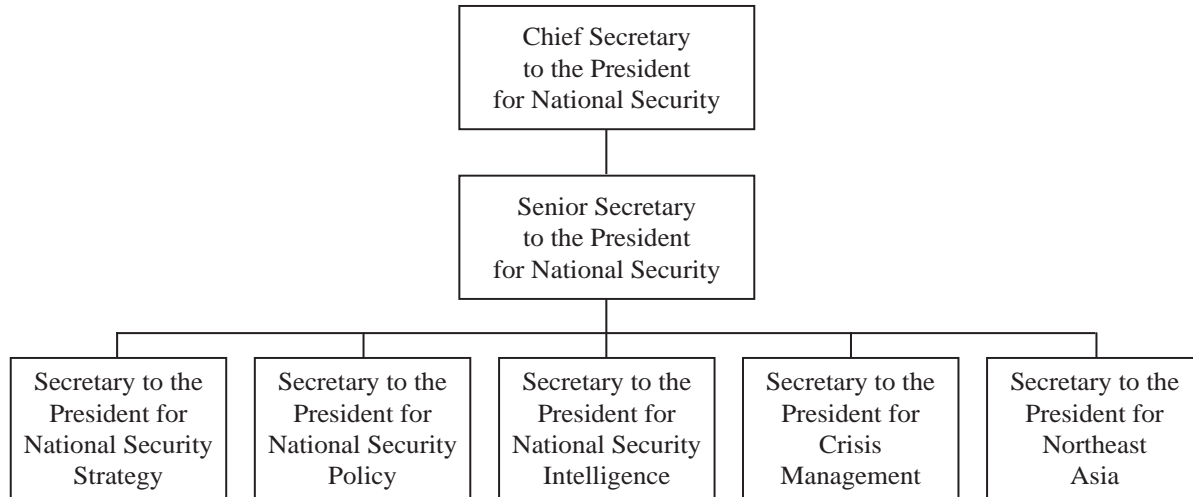 Chief Secretary
to the President
for National Security
Senior Secretary
to the President
for National Security
Secretary to the
President for
National Security
Strategy
Secretary to the
President for
National Security
Policy
Secretary to the
President for
National Security
Intelligence
Secretary to the
President for
Crisis
Management
Secretary to the
President for
Northeast
Asia